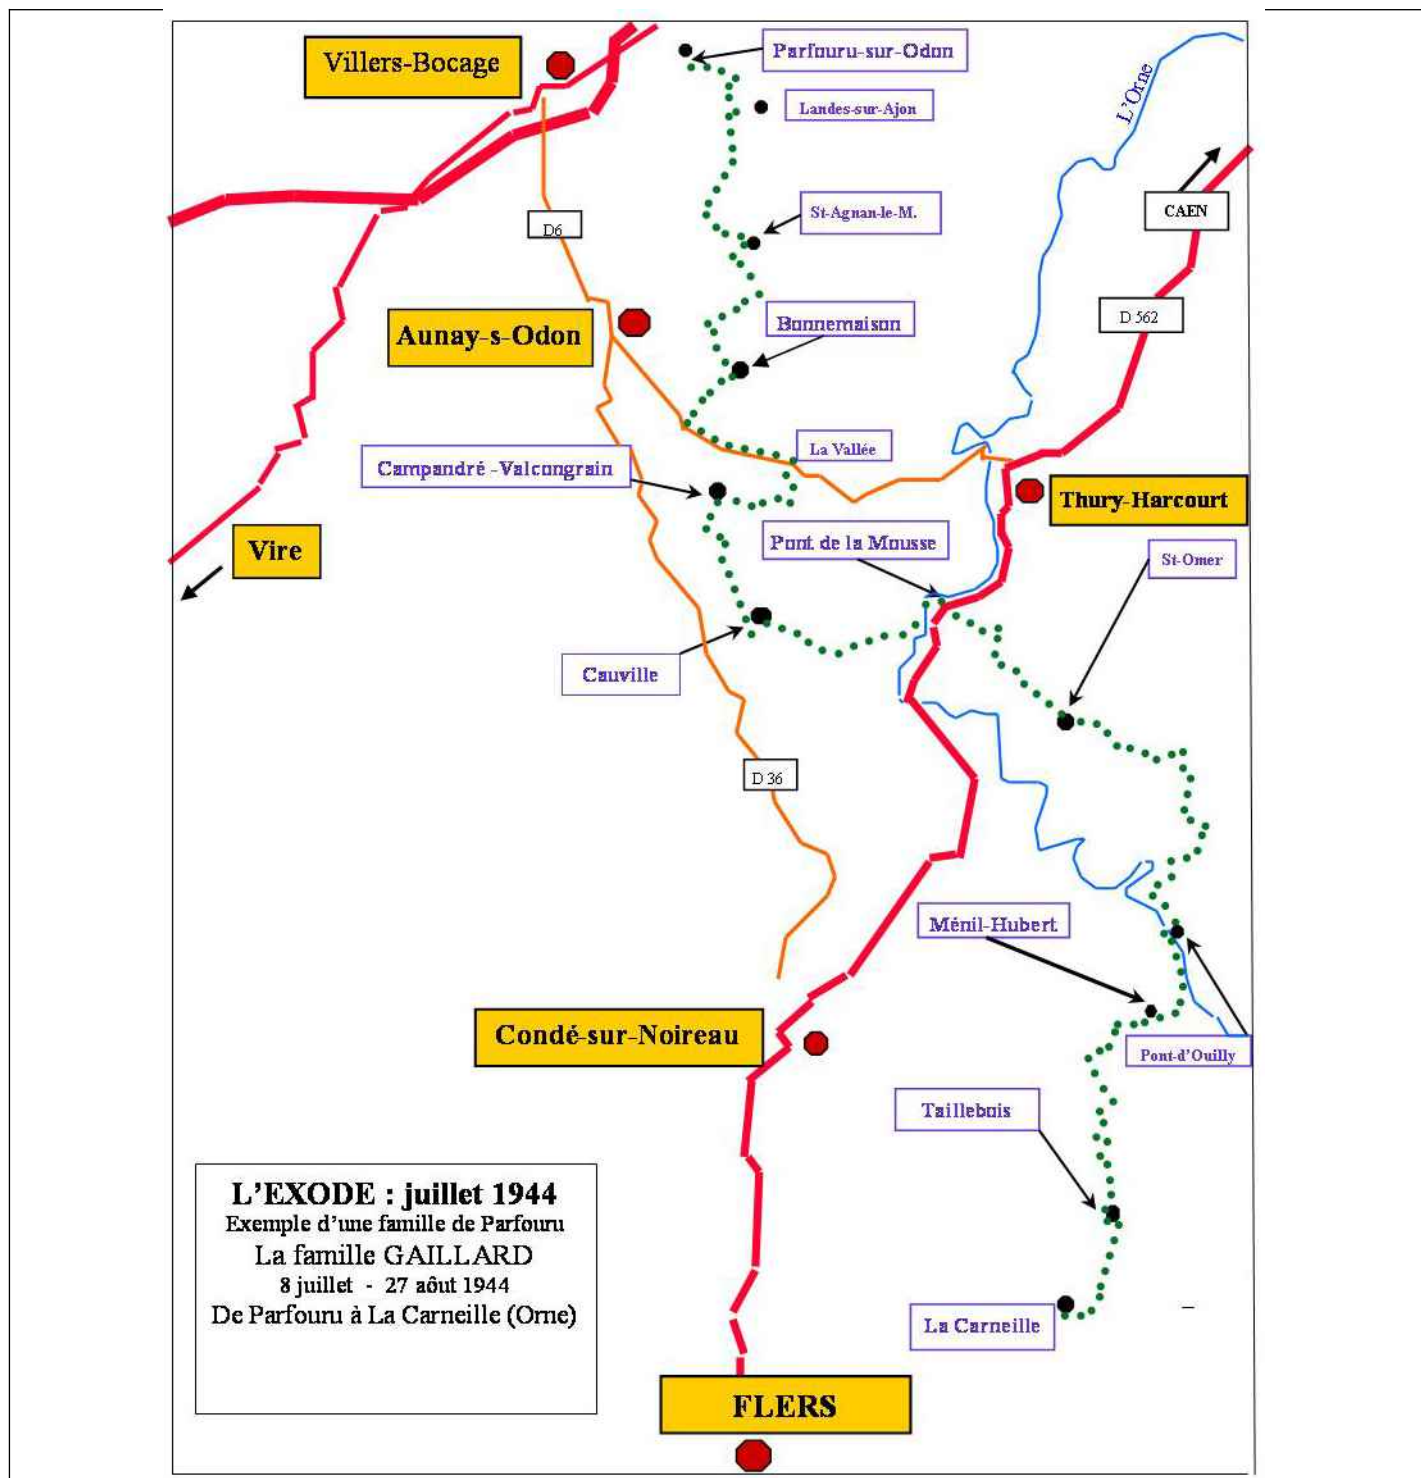 Villers-Bocage
Parfouru-sur-Odon
Landes-sur-Ajon
L'Orne
St-Agnan-le-M.
CAEN
D6
D 562
Aunay-s-Odon
Bonnemaison
La Vallée
Campandré -Valcongrain
Thury-Harcourt
Vire
Pont de la Mousse
St-Omer
Cauville
D 36
Ménil-Hubert
Condé-sur-Noireau
Pont-d'Ouilly
Taillebois
L'EXODE : juillet 1944
Exemple d'une famille de Parfouru
La famille GAILLARD
8 juillet - 27 aôut 1944
De Parfouru à La Carneille (Orne)
La Carneille
FLERS